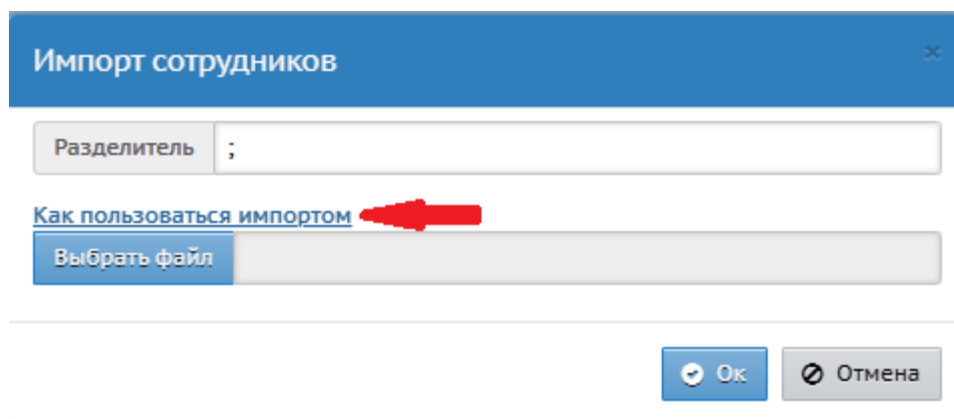 Импорт сотрудников
Разделитель ;
Как пользоваться импортом
Выбрать файл
Ок Отмена